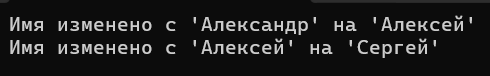 Имя изменено с 'Александр' на 'Алексей'
Имя изменено с 'Алексей' на 'Сергей'